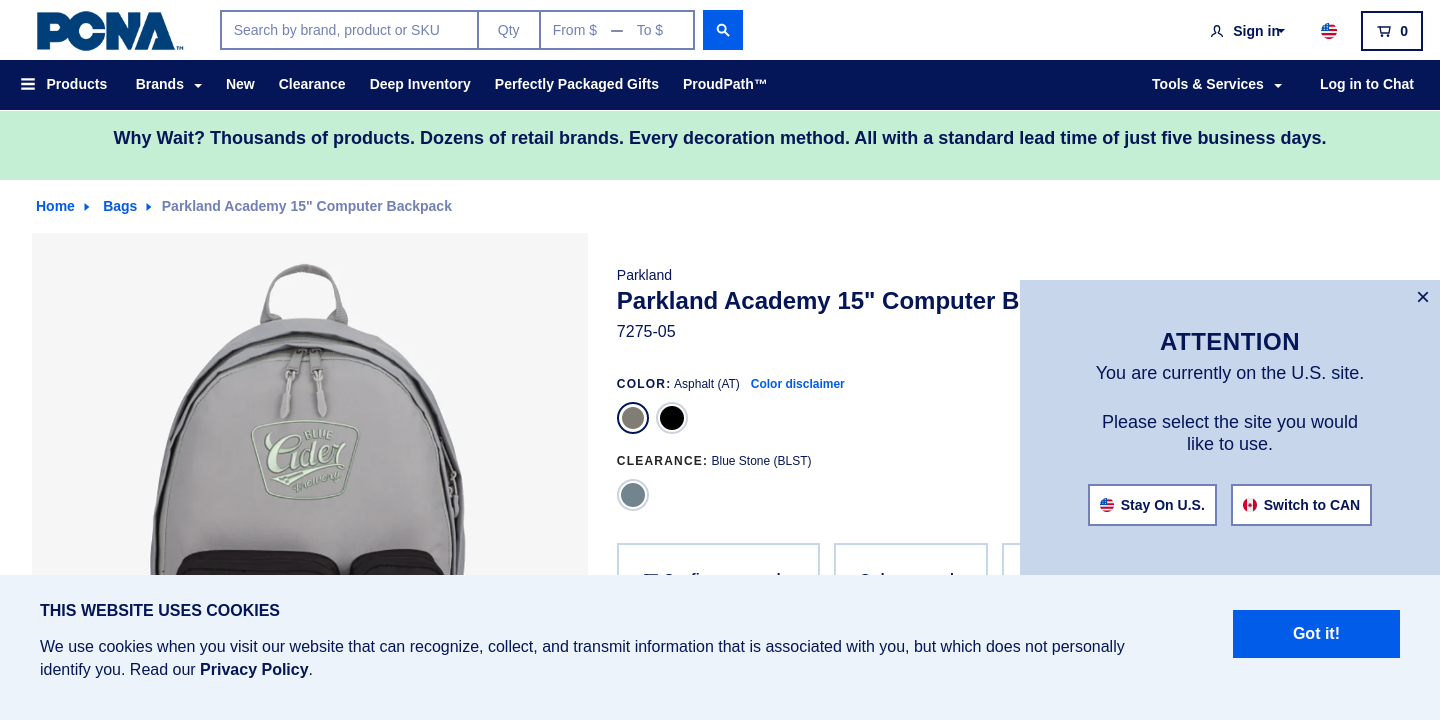 PCNA™
Search by brand, product or SKU
Qty
From $ — To $
Sign in
0
Products
Brands
New
Clearance
Deep Inventory
Perfectly Packaged Gifts
ProudPath™
Tools & Services
Log in to Chat
Why Wait? Thousands of products. Dozens of retail brands. Every decoration method. All with a standard lead time of just five business days.
Home
Bags
Parkland Academy 15" Computer Backpack
BLUE
Cider
Brewery
Parkland
Parkland Academy 15" Computer B
7275-05
COLOR: Asphalt (AT) Color disclaimer
CLEARANCE: Blue Stone (BLST)
×
ATTENTION
You are currently on the U.S. site.
Please select the site you would
like to use.
Stay On U.S.
Switch to CAN
THIS WEBSITE USES COOKIES
We use cookies when you visit our website that can recognize, collect, and transmit information that is associated with you, but which does not personally
identify you. Read our Privacy Policy.
Got it!